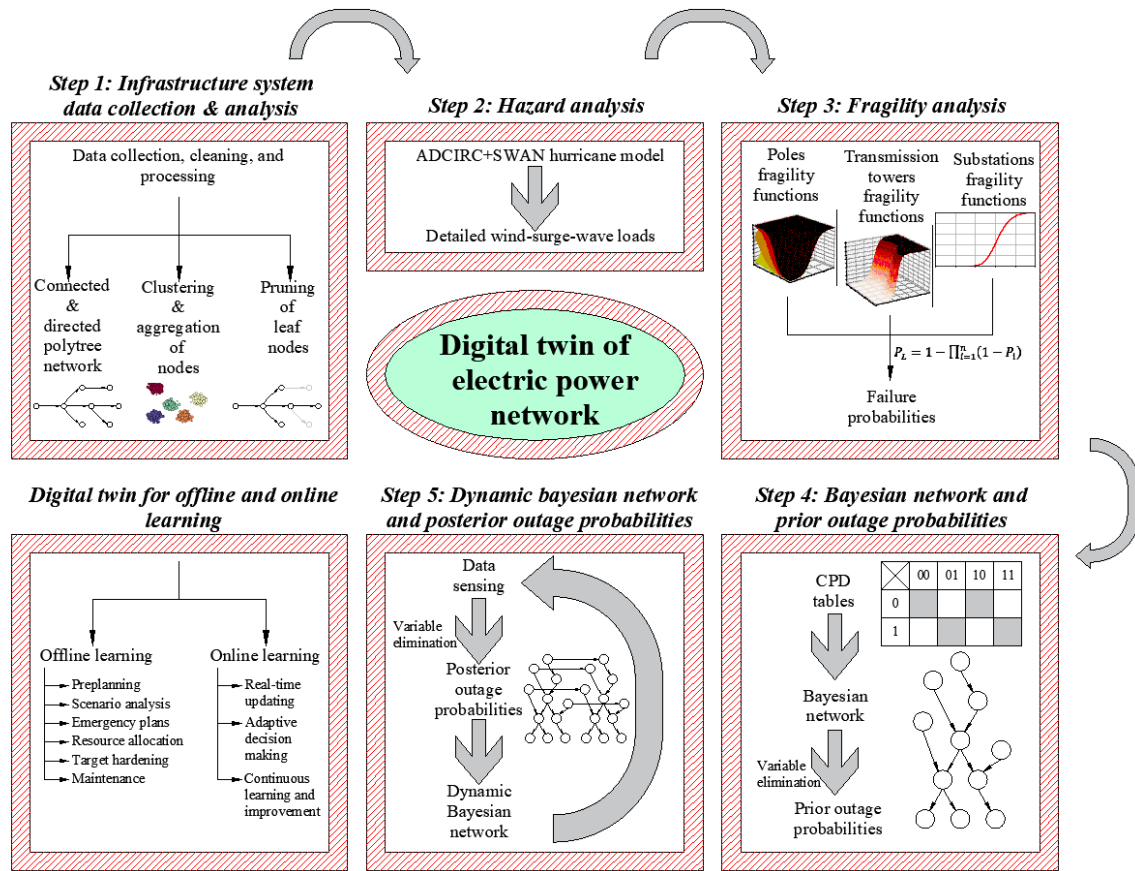 Step 1: Infrastructure system
data collection & analysis
Data collection, cleaning, and
processing
Connected
&
directed
polytree
network
Clustering
&
aggregation
of
nodes
Pruning
of
leaf
nodes
Step 2: Hazard analysis
ADCIRC+SWAN hurricane model
Detailed wind-surge-wave loads
Step 3: Fragility analysis
Poles
fragility
functions
Transmission
towers
fragility
functions
Substations
fragility
functions
P_L = 1 − ∏_{i=1}^{n}(1 − P_i)
Failure
probabilities
Digital twin of
electric power
network
Step 4: Bayesian network and
prior outage probabilities
CPD
tables
00 01 10 11
0
1
Bayesian
network
Variable
elimination
Prior outage
probabilities
Step 5: Dynamic bayesian network
and posterior outage probabilities
Data
sensing
Variable
elimination
Posterior
outage
probabilities
Dynamic
Bayesian
network
Digital twin for offline and online
learning
Offline learning
Preplanning
Scenario analysis
Emergency plans
Resource allocation
Target hardening
Maintenance
Online learning
Real-time
updating
Adaptive
decision
making
Continuous
learning and
improvement